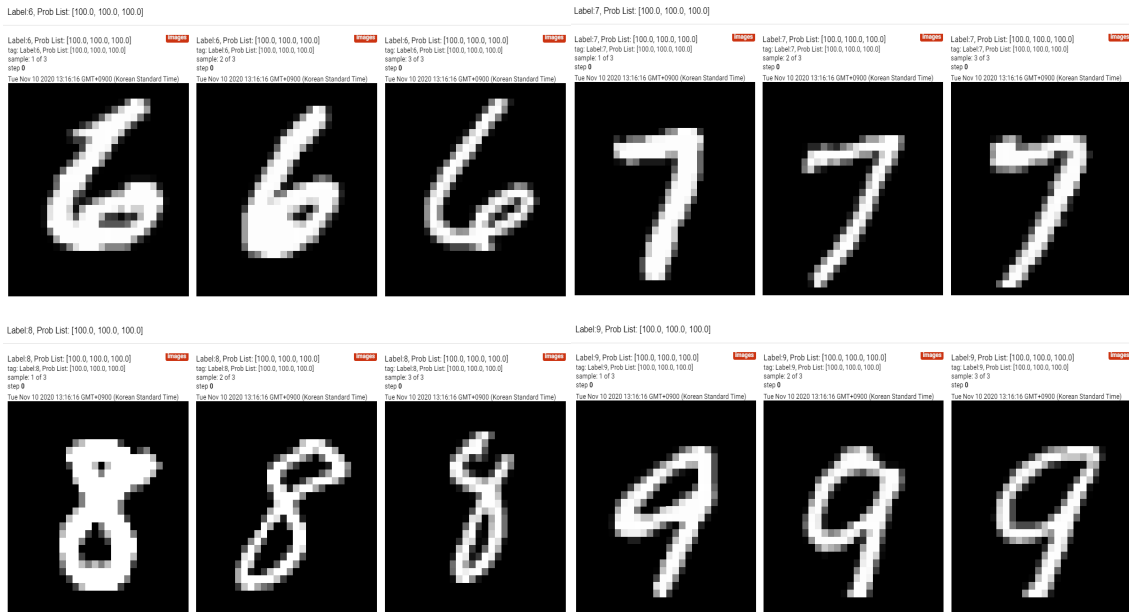 Label:6, Prob List: [100.0, 100.0, 100.0]
Label:6, Prob List: [100.0, 100.0, 100.0]
Images
tag: Label:6, Prob List: [100.0, 100.0, 100.0]
sample: 1 of 3
step 0
Tue Nov 10 2020 13:16:16 GMT+0900 (Korean Standard Time)
6
Label:6, Prob List: [100.0, 100.0, 100.0]
Images
tag: Label:6, Prob List: [100.0, 100.0, 100.0]
sample: 2 of 3
step 0
Tue Nov 10 2020 13:16:16 GMT+0900 (Korean Standard Time)
6
Label:6, Prob List: [100.0, 100.0, 100.0]
Images
tag: Label:6, Prob List: [100.0, 100.0, 100.0]
sample: 3 of 3
step 0
Tue Nov 10 2020 13:16:16 GMT+0900 (Korean Standard Time)
6
Label:7, Prob List: [100.0, 100.0, 100.0]
Label:7, Prob List: [100.0, 100.0, 100.0]
Images
tag: Label:7, Prob List: [100.0, 100.0, 100.0]
sample: 1 of 3
step 0
Tue Nov 10 2020 13:16:16 GMT+0900 (Korean Standard Time)
7
Label:7, Prob List: [100.0, 100.0, 100.0]
Images
tag: Label:7, Prob List: [100.0, 100.0, 100.0]
sample: 2 of 3
step 0
Tue Nov 10 2020 13:16:16 GMT+0900 (Korean Standard Time)
7
Label:7, Prob List: [100.0, 100.0, 100.0]
Images
tag: Label:7, Prob List: [100.0, 100.0, 100.0]
sample: 3 of 3
step 0
Tue Nov 10 2020 13:16:16 GMT+0900 (Korean Standard Time)
7
Label:8, Prob List: [100.0, 100.0, 100.0]
Label:8, Prob List: [100.0, 100.0, 100.0]
Images
tag: Label:8, Prob List: [100.0, 100.0, 100.0]
sample: 1 of 3
step 0
Tue Nov 10 2020 13:16:16 GMT+0900 (Korean Standard Time)
8
Label:8, Prob List: [100.0, 100.0, 100.0]
Images
tag: Label:8, Prob List: [100.0, 100.0, 100.0]
sample: 2 of 3
step 0
Tue Nov 10 2020 13:16:16 GMT+0900 (Korean Standard Time)
8
Label:8, Prob List: [100.0, 100.0, 100.0]
Images
tag: Label:8, Prob List: [100.0, 100.0, 100.0]
sample: 3 of 3
step 0
Tue Nov 10 2020 13:16:16 GMT+0900 (Korean Standard Time)
8
Label:9, Prob List: [100.0, 100.0, 100.0]
Label:9, Prob List: [100.0, 100.0, 100.0]
Images
tag: Label:9, Prob List: [100.0, 100.0, 100.0]
sample: 1 of 3
step 0
Tue Nov 10 2020 13:16:16 GMT+0900 (Korean Standard Time)
9
Label:9, Prob List: [100.0, 100.0, 100.0]
Images
tag: Label:9, Prob List: [100.0, 100.0, 100.0]
sample: 2 of 3
step 0
Tue Nov 10 2020 13:16:16 GMT+0900 (Korean Standard Time)
9
Label:9, Prob List: [100.0, 100.0, 100.0]
Images
tag: Label:9, Prob List: [100.0, 100.0, 100.0]
sample: 3 of 3
step 0
Tue Nov 10 2020 13:16:16 GMT+0900 (Korean Standard Time)
9